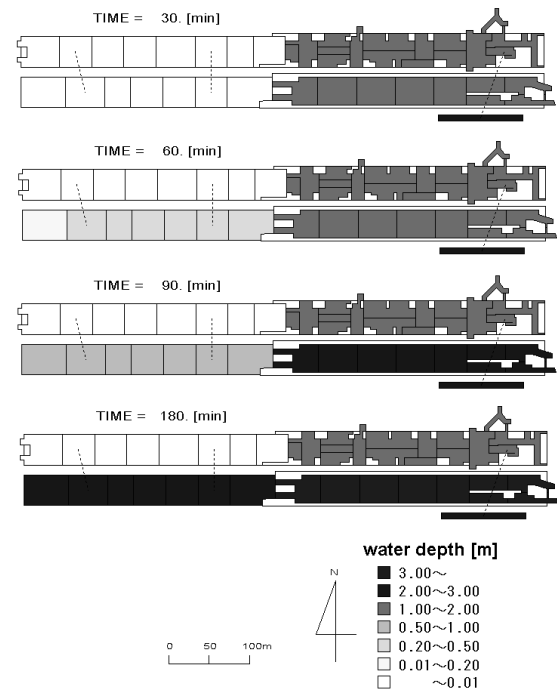 TIME = 30. [min]
TIME = 60. [min]
TIME = 90. [min]
TIME = 180. [min]
water depth [m]
3.00～
2.00～3.00
1.00～2.00
0.50～1.00
0.20～0.50
0.01～0.20
～0.01
N
0 50 100m